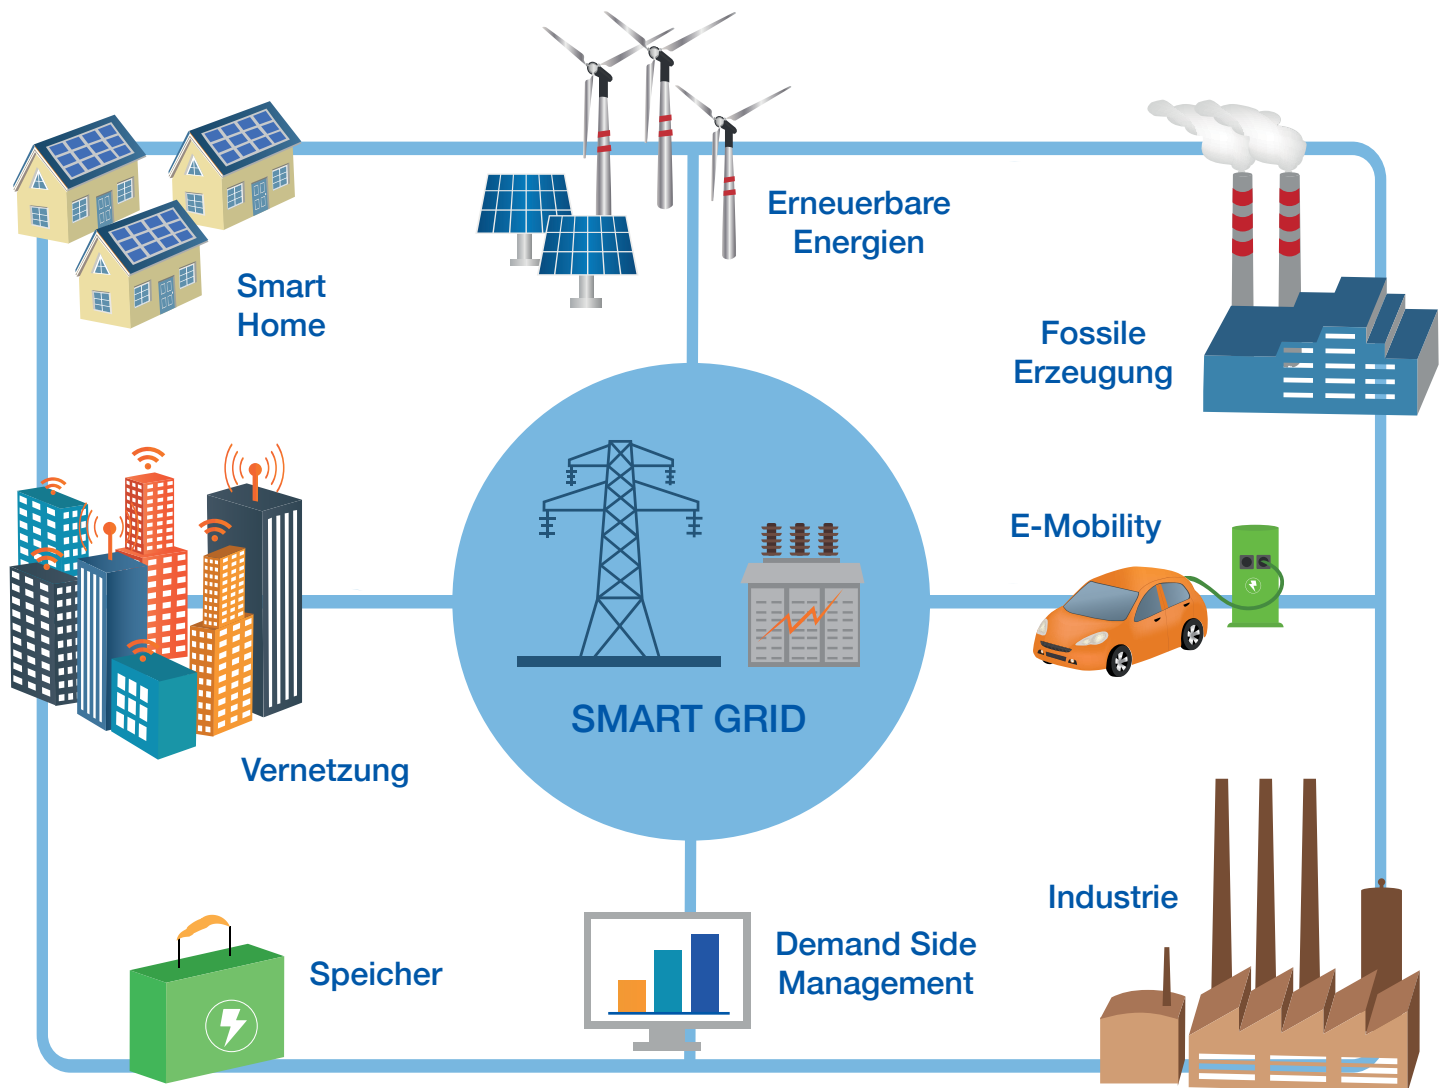 Erneuerbare
Energien
Smart
Home
Fossile
Erzeugung
E-Mobility
SMART GRID
Vernetzung
Industrie
Demand Side
Management
Speicher